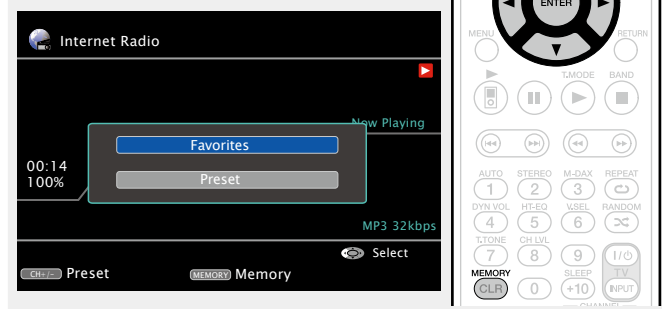 Internet Radio
Now Playing
Favorites
Preset
00:14
100%
MP3 32kbps
Select
CH+/- Preset
MEMORY Memory
ENTER
MENU
RETURN
T.MODE BAND
AUTO STEREO M-DAX REPEAT
1 2 3
DYN VOL HT-EQ V.SEL RANDOM
4 5 6
T.TONE CH LVL
7 8 9
MEMORY SLEEP TV
CLR 0 +10 INPUT
CHANNEL